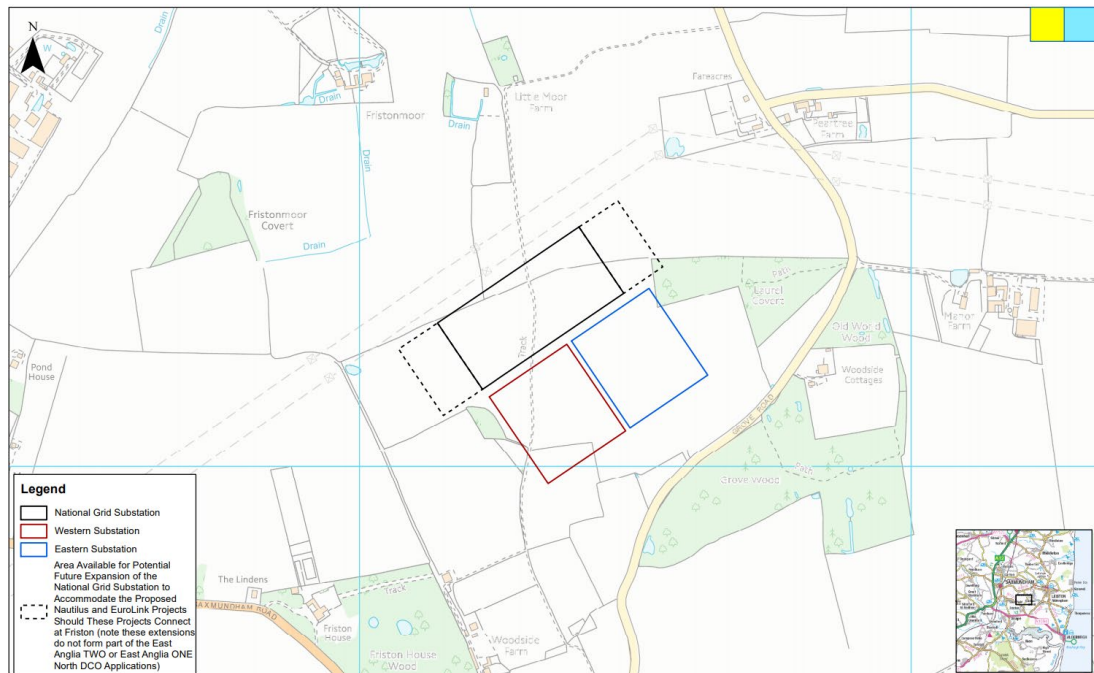 N
W
Drain
Drain
Drain
Drain
Drain
Frístonmoor
Little Moor
Farm
Fareacres
Peartree
Farm
Fristonmoor
Covert
Track
Path
Laurel
Covert
Old World
Wood
Manor
Farm
Woodside
Cottages
Pond
House
GROVE ROAD
Path
Grove Wood
The Lindens
Track
SAXMUNDHAM ROAD
Friston
House
Friston House
Wood
Woodside
Farm
Legend
National Grid Substation
Western Substation
Eastern Substation
Area Available for Potential
Future Expansion of the
National Grid Substation to
Accommodate the Proposed
Nautilus and EuroLink Projects
Should These Projects Connect
at Friston (note these extensions
do not form part of the East
Anglia TWO or East Anglia ONE
North DCO Applications)
SAXMUNDHAM
LEISTON